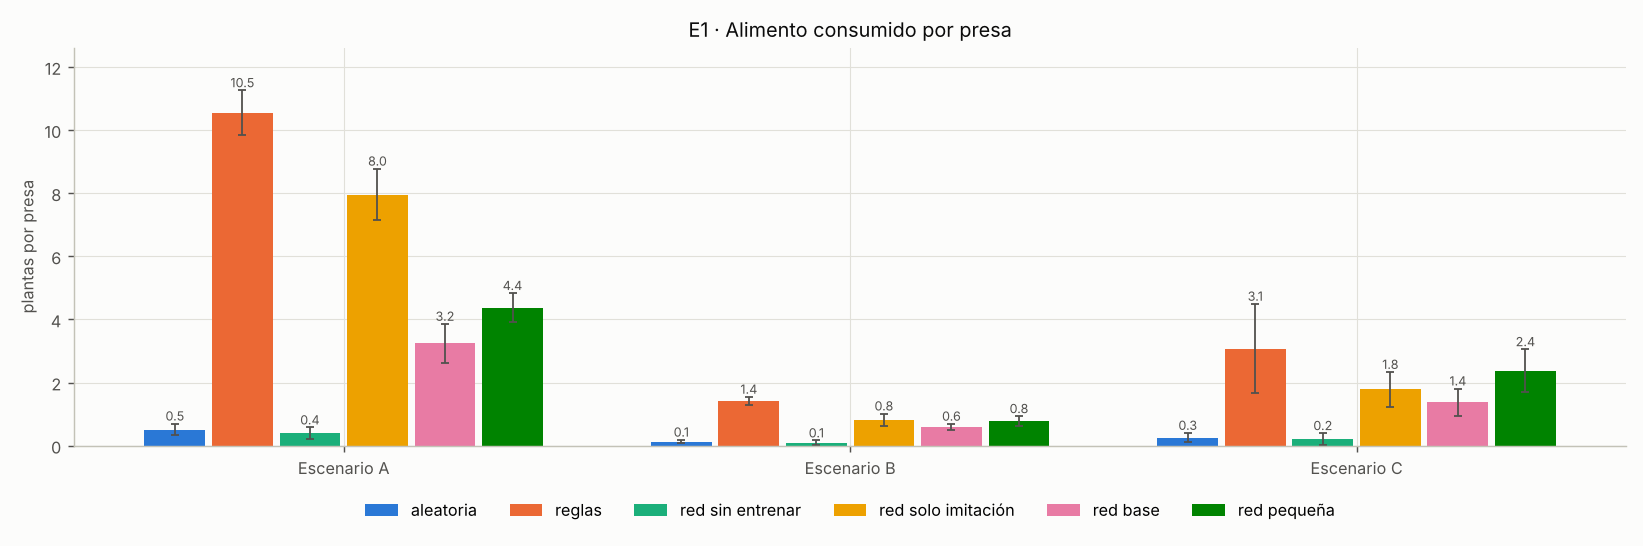 E1 · Alimento consumido por presa
plantas por presa
12
10
8
6
4
2
0
0.5
10.5
0.4
8.0
3.2
4.4
0.1
1.4
0.1
0.8
0.6
0.8
0.3
3.1
0.2
1.8
1.4
2.4
Escenario A
Escenario B
Escenario C
aleatoria
reglas
red sin entrenar
red solo imitación
red base
red pequeña